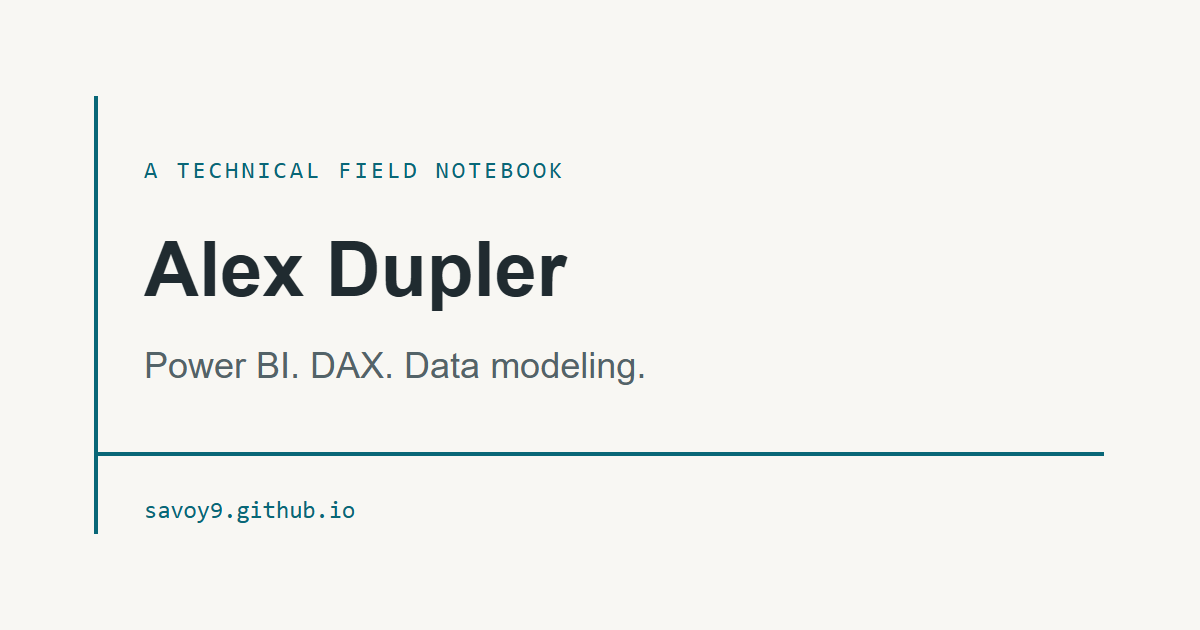 A TECHNICAL FIELD NOTEBOOK
Alex Dupler
Power BI. DAX. Data modeling.
savoy9.github.io